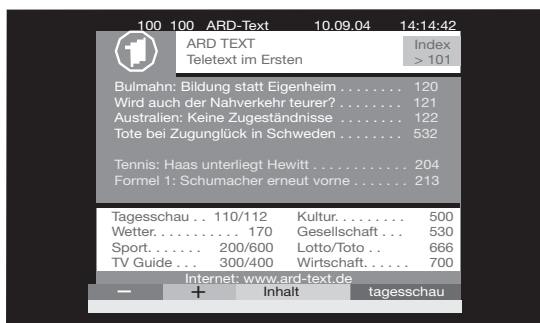 100 100 ARD-Text 10.09.04 14:14:42
ARD TEXT Index
Teletext im Ersten > 101
Bulmahn: Bildung statt Eigenheim . . . . . . . . 120
Wird auch der Nahverkehr teurer? . . . . . . . . 121
Australien: Keine Zugeständnisse . . . . . . . . 122
Tote bei Zugunglück in Schweden . . . . . . . . 532
Tennis: Haas unterliegt Hewitt . . . . . . . . . . . . 204
Formel 1: Schumacher erneut vorne . . . . . . . 213
Tagesschau . . 110/112 Kultur. . . . . . . . . 500
Wetter. . . . . . . . . . . 170 Gesellschaft . . . 530
Sport. . . . . . . 200/600 Lotto/Toto . . 666
TV Guide . . . 300/400 Wirtschaft. . . . . . 700
Internet: www.ard-text.de
− + Inhalt tagesschau